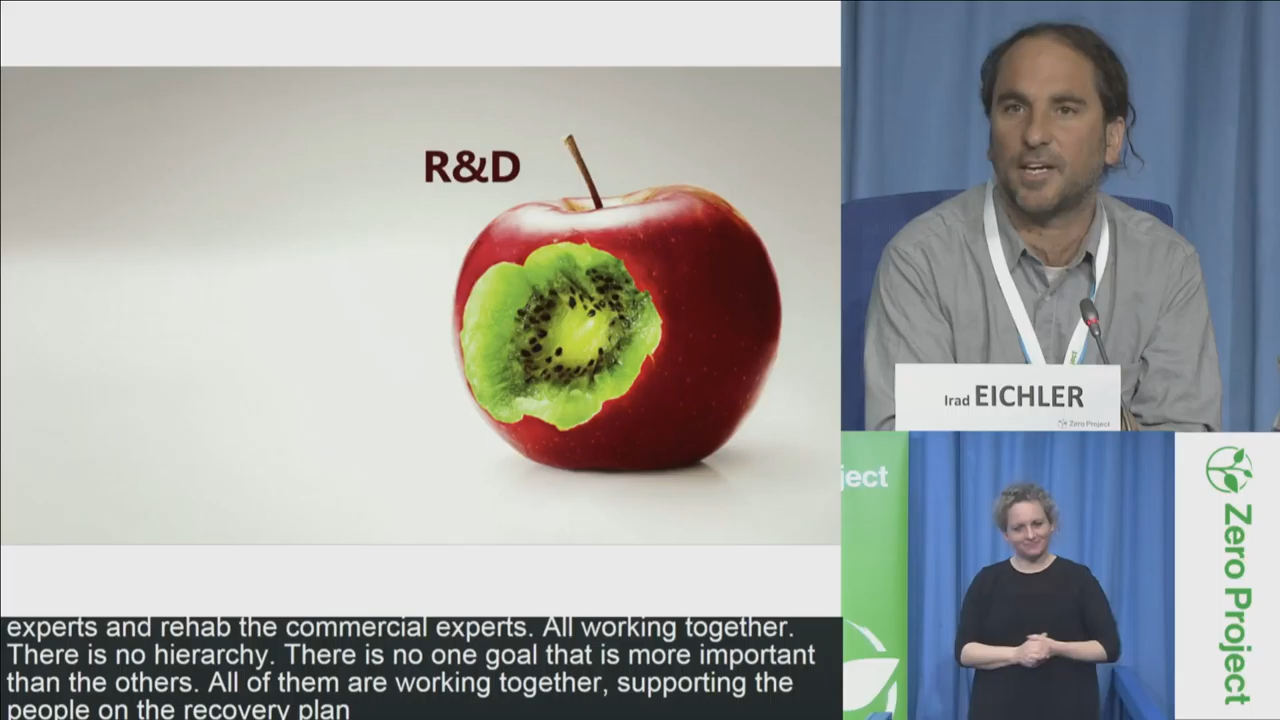 R&D
Irad EICHLER
Zero Project
ject
Zero Project
experts and rehab the commercial experts. All working together.
There is no hierarchy. There is no one goal that is more important
than the others. All of them are working together, supporting the
people on the recovery plan